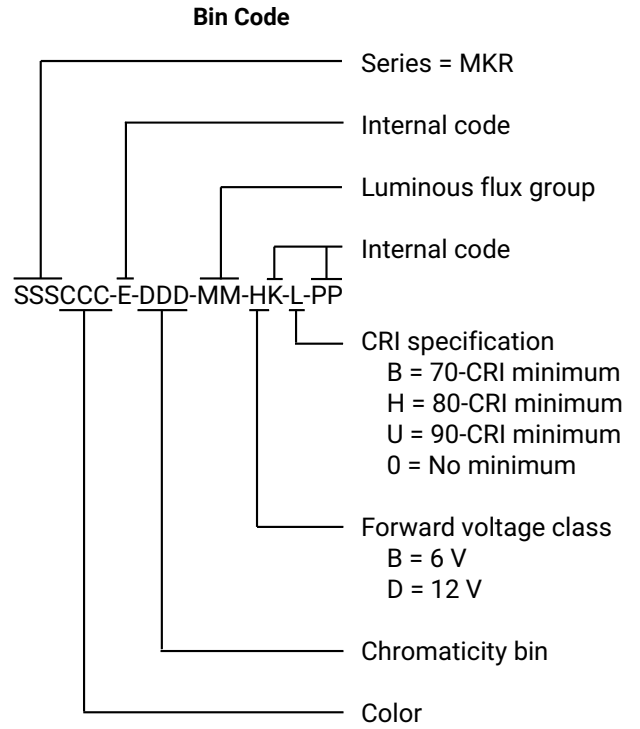 Bin Code
Series = MKR
Internal code
Luminous flux group
Internal code
SSSCCC-E-DDD-MM-HK-L-PP
CRI specification
B = 70-CRI minimum
H = 80-CRI minimum
U = 90-CRI minimum
0 = No minimum
Forward voltage class
B = 6 V
D = 12 V
Chromaticity bin
Color